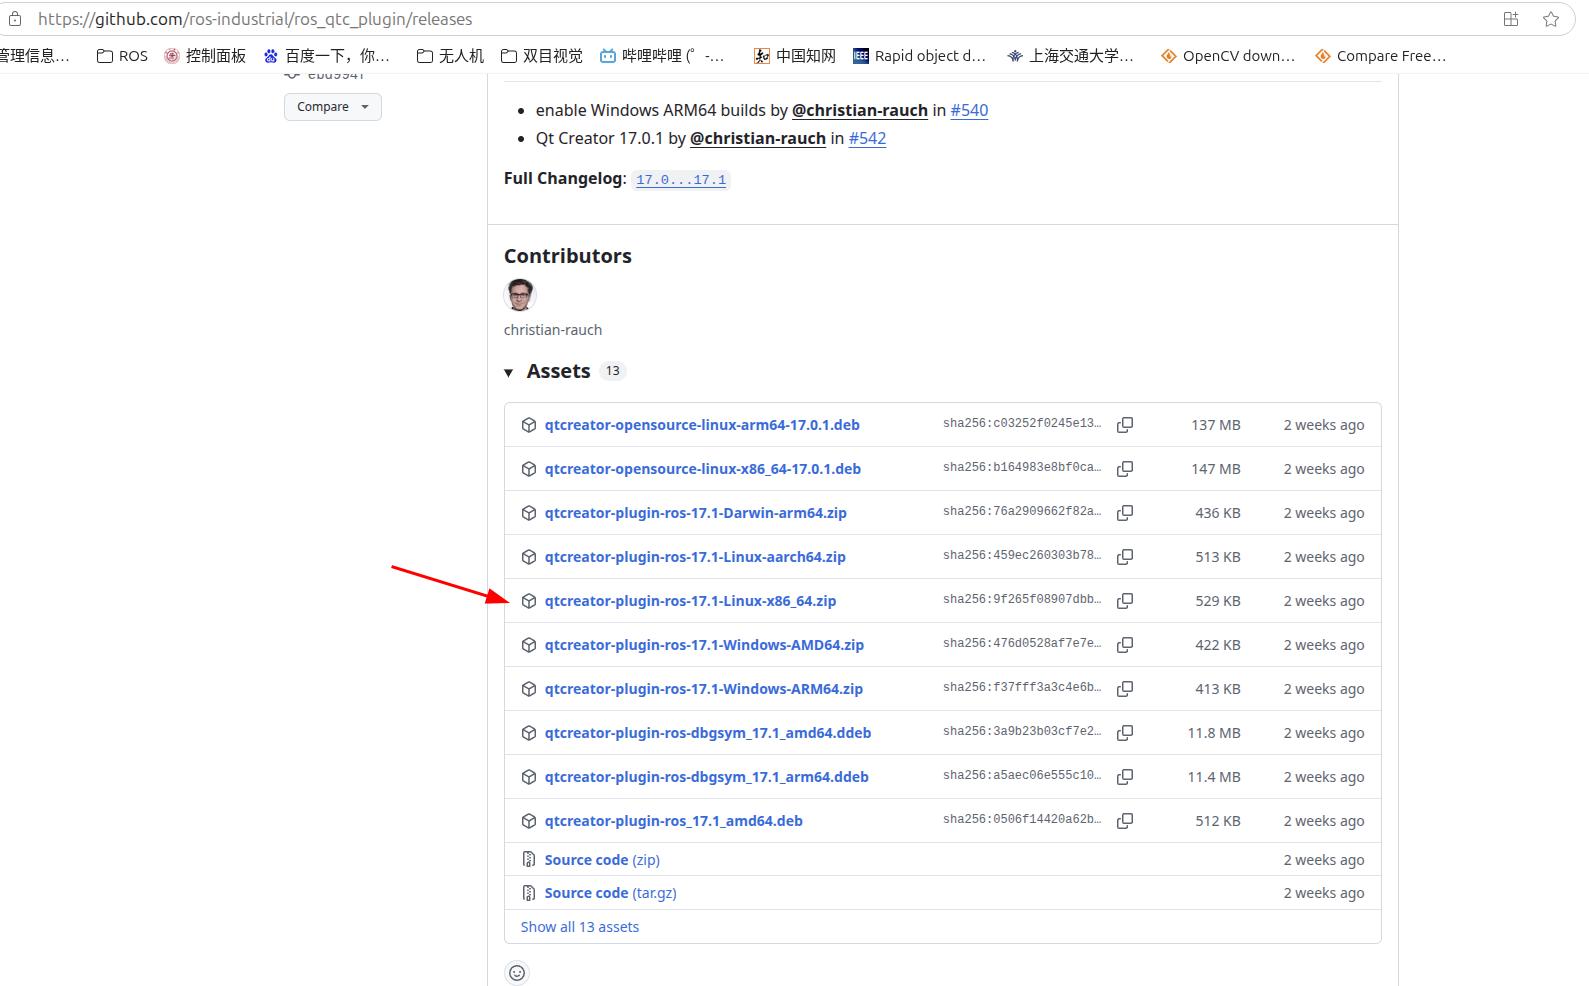 https://github.com/ros-industrial/ros_qtc_plugin/releases
管理信息… ROS 控制面板 百度一下，你… 无人机 双目视觉 哔哩哔哩 (゜-… 中国知网 IEEE Rapid object d… 上海交通大学… OpenCV down… Compare Free…
ebd994f
Compare
enable Windows ARM64 builds by @christian-rauch in #540
Qt Creator 17.0.1 by @christian-rauch in #542
Full Changelog: 17.0...17.1
Contributors
christian-rauch
Assets 13
qtcreator-opensource-linux-arm64-17.0.1.deb sha256:c03252f0245e13… 137 MB 2 weeks ago
qtcreator-opensource-linux-x86_64-17.0.1.deb sha256:b164983e8bf0ca… 147 MB 2 weeks ago
qtcreator-plugin-ros-17.1-Darwin-arm64.zip sha256:76a2909662f82a… 436 KB 2 weeks ago
qtcreator-plugin-ros-17.1-Linux-aarch64.zip sha256:459ec260303b78… 513 KB 2 weeks ago
qtcreator-plugin-ros-17.1-Linux-x86_64.zip sha256:9f265f08907dbb… 529 KB 2 weeks ago
qtcreator-plugin-ros-17.1-Windows-AMD64.zip sha256:476d0528af7e7e… 422 KB 2 weeks ago
qtcreator-plugin-ros-17.1-Windows-ARM64.zip sha256:f37fff3a3c4e6b… 413 KB 2 weeks ago
qtcreator-plugin-ros-dbgsym_17.1_amd64.ddeb sha256:3a9b23b03cf7e2… 11.8 MB 2 weeks ago
qtcreator-plugin-ros-dbgsym_17.1_arm64.ddeb sha256:a5aec06e555c10… 11.4 MB 2 weeks ago
qtcreator-plugin-ros_17.1_amd64.deb sha256:0506f14420a62b… 512 KB 2 weeks ago
Source code (zip) 2 weeks ago
Source code (tar.gz) 2 weeks ago
Show all 13 assets